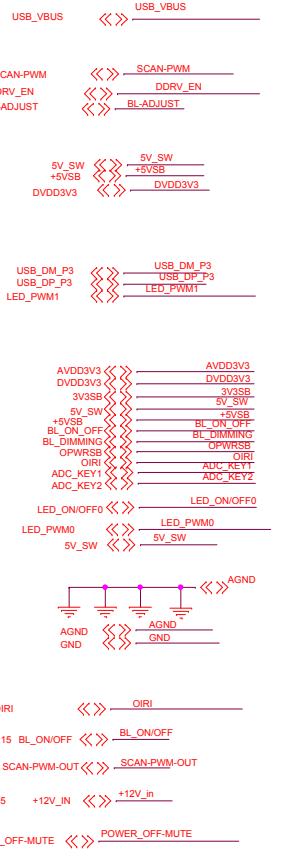 USB_VBUS USB_VBUS
CAN-PWM SCAN-PWM
DRV_EN DDRV_EN
-ADJUST BL-ADJUST
5V_SW 5V_SW
+5VSB +5VSB
DVDD3V3 DVDD3V3
USB_DM_P3 USB_DM_P3
USB_DP_P3 USB_DP_P3
LED_PWM1 LED_PWM1
AVDD3V3 AVDD3V3
DVDD3V3 DVDD3V3
3V3SB 3V3SB
5V_SW 5V_SW
+5VSB +5VSB
BL_ON_OFF BL_ON_OFF
BL_DIMMING BL_DIMMING
OPWRSB OPWRSB
OIRI OIRI
ADC_KEY1 ADC_KEY1
ADC_KEY2 ADC_KEY2
LED_ON/OFF0 LED_ON/OFF0
LED_PWM0 LED_PWM0
5V_SW 5V_SW
AGND
AGND AGND
GND GND
IRI OIRI
15 BL_ON/OFF BL_ON/OFF
SCAN-PWM-OUT SCAN-PWM-OUT
5 +12V_IN +12V_in
_OFF-MUTE POWER_OFF-MUTE